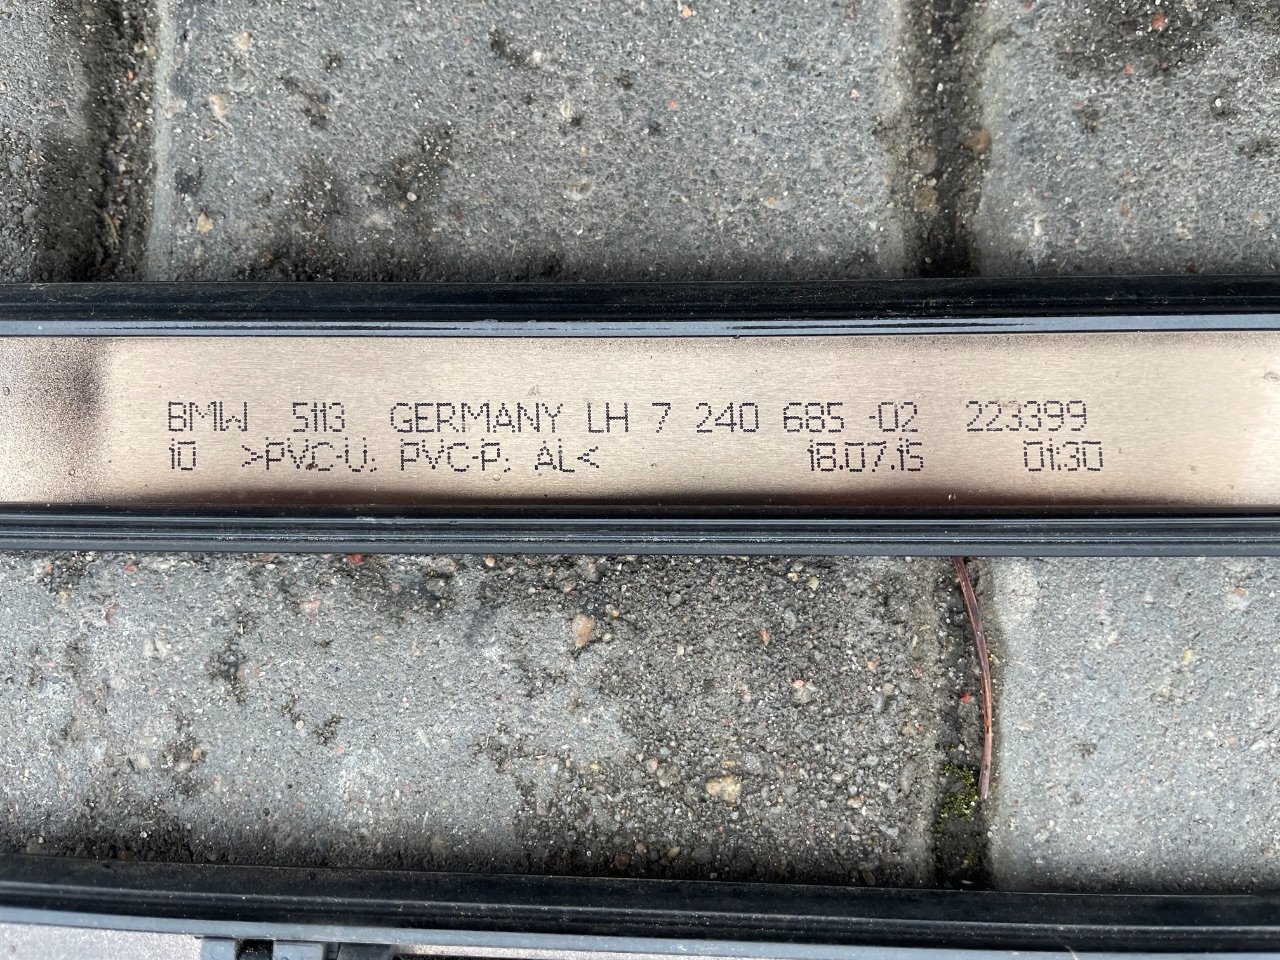 BMW 5113 GERMANY LH 7 240 685 -02 223399
10 >PVC-U; PVC-P; AL< 18.07.15 01:30